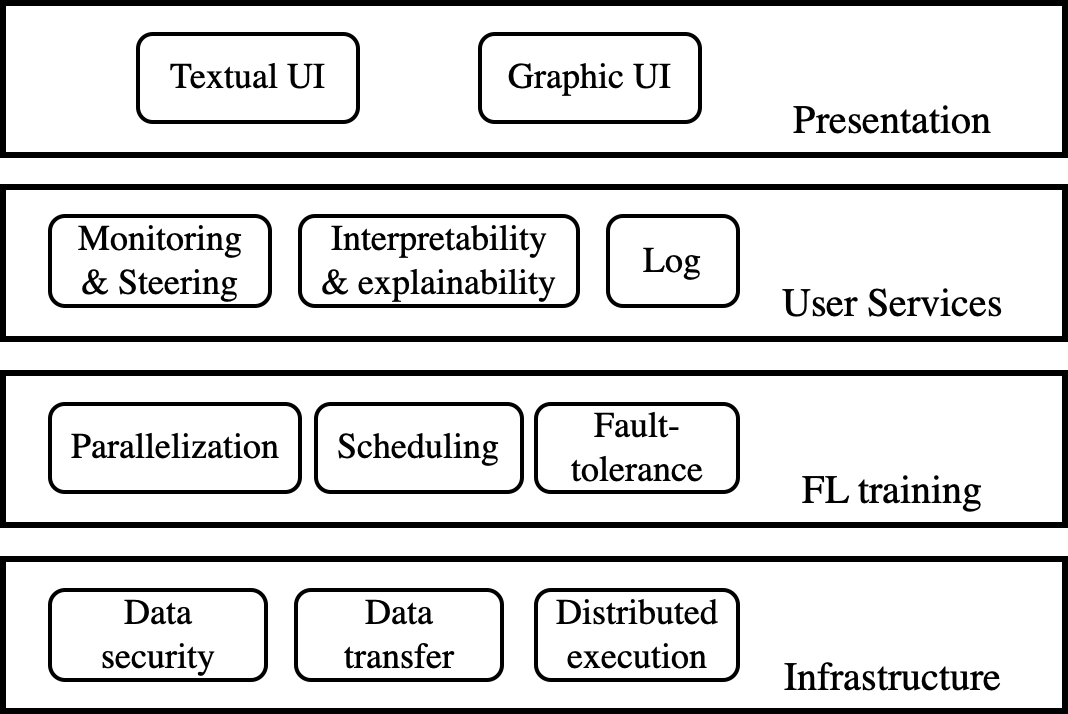 Textual UI
Graphic UI
Presentation
Monitoring
& Steering
Interpretability
& explainability
Log
User Services
Parallelization
Scheduling
Fault-
tolerance
FL training
Data
security
Data
transfer
Distributed
execution
Infrastructure